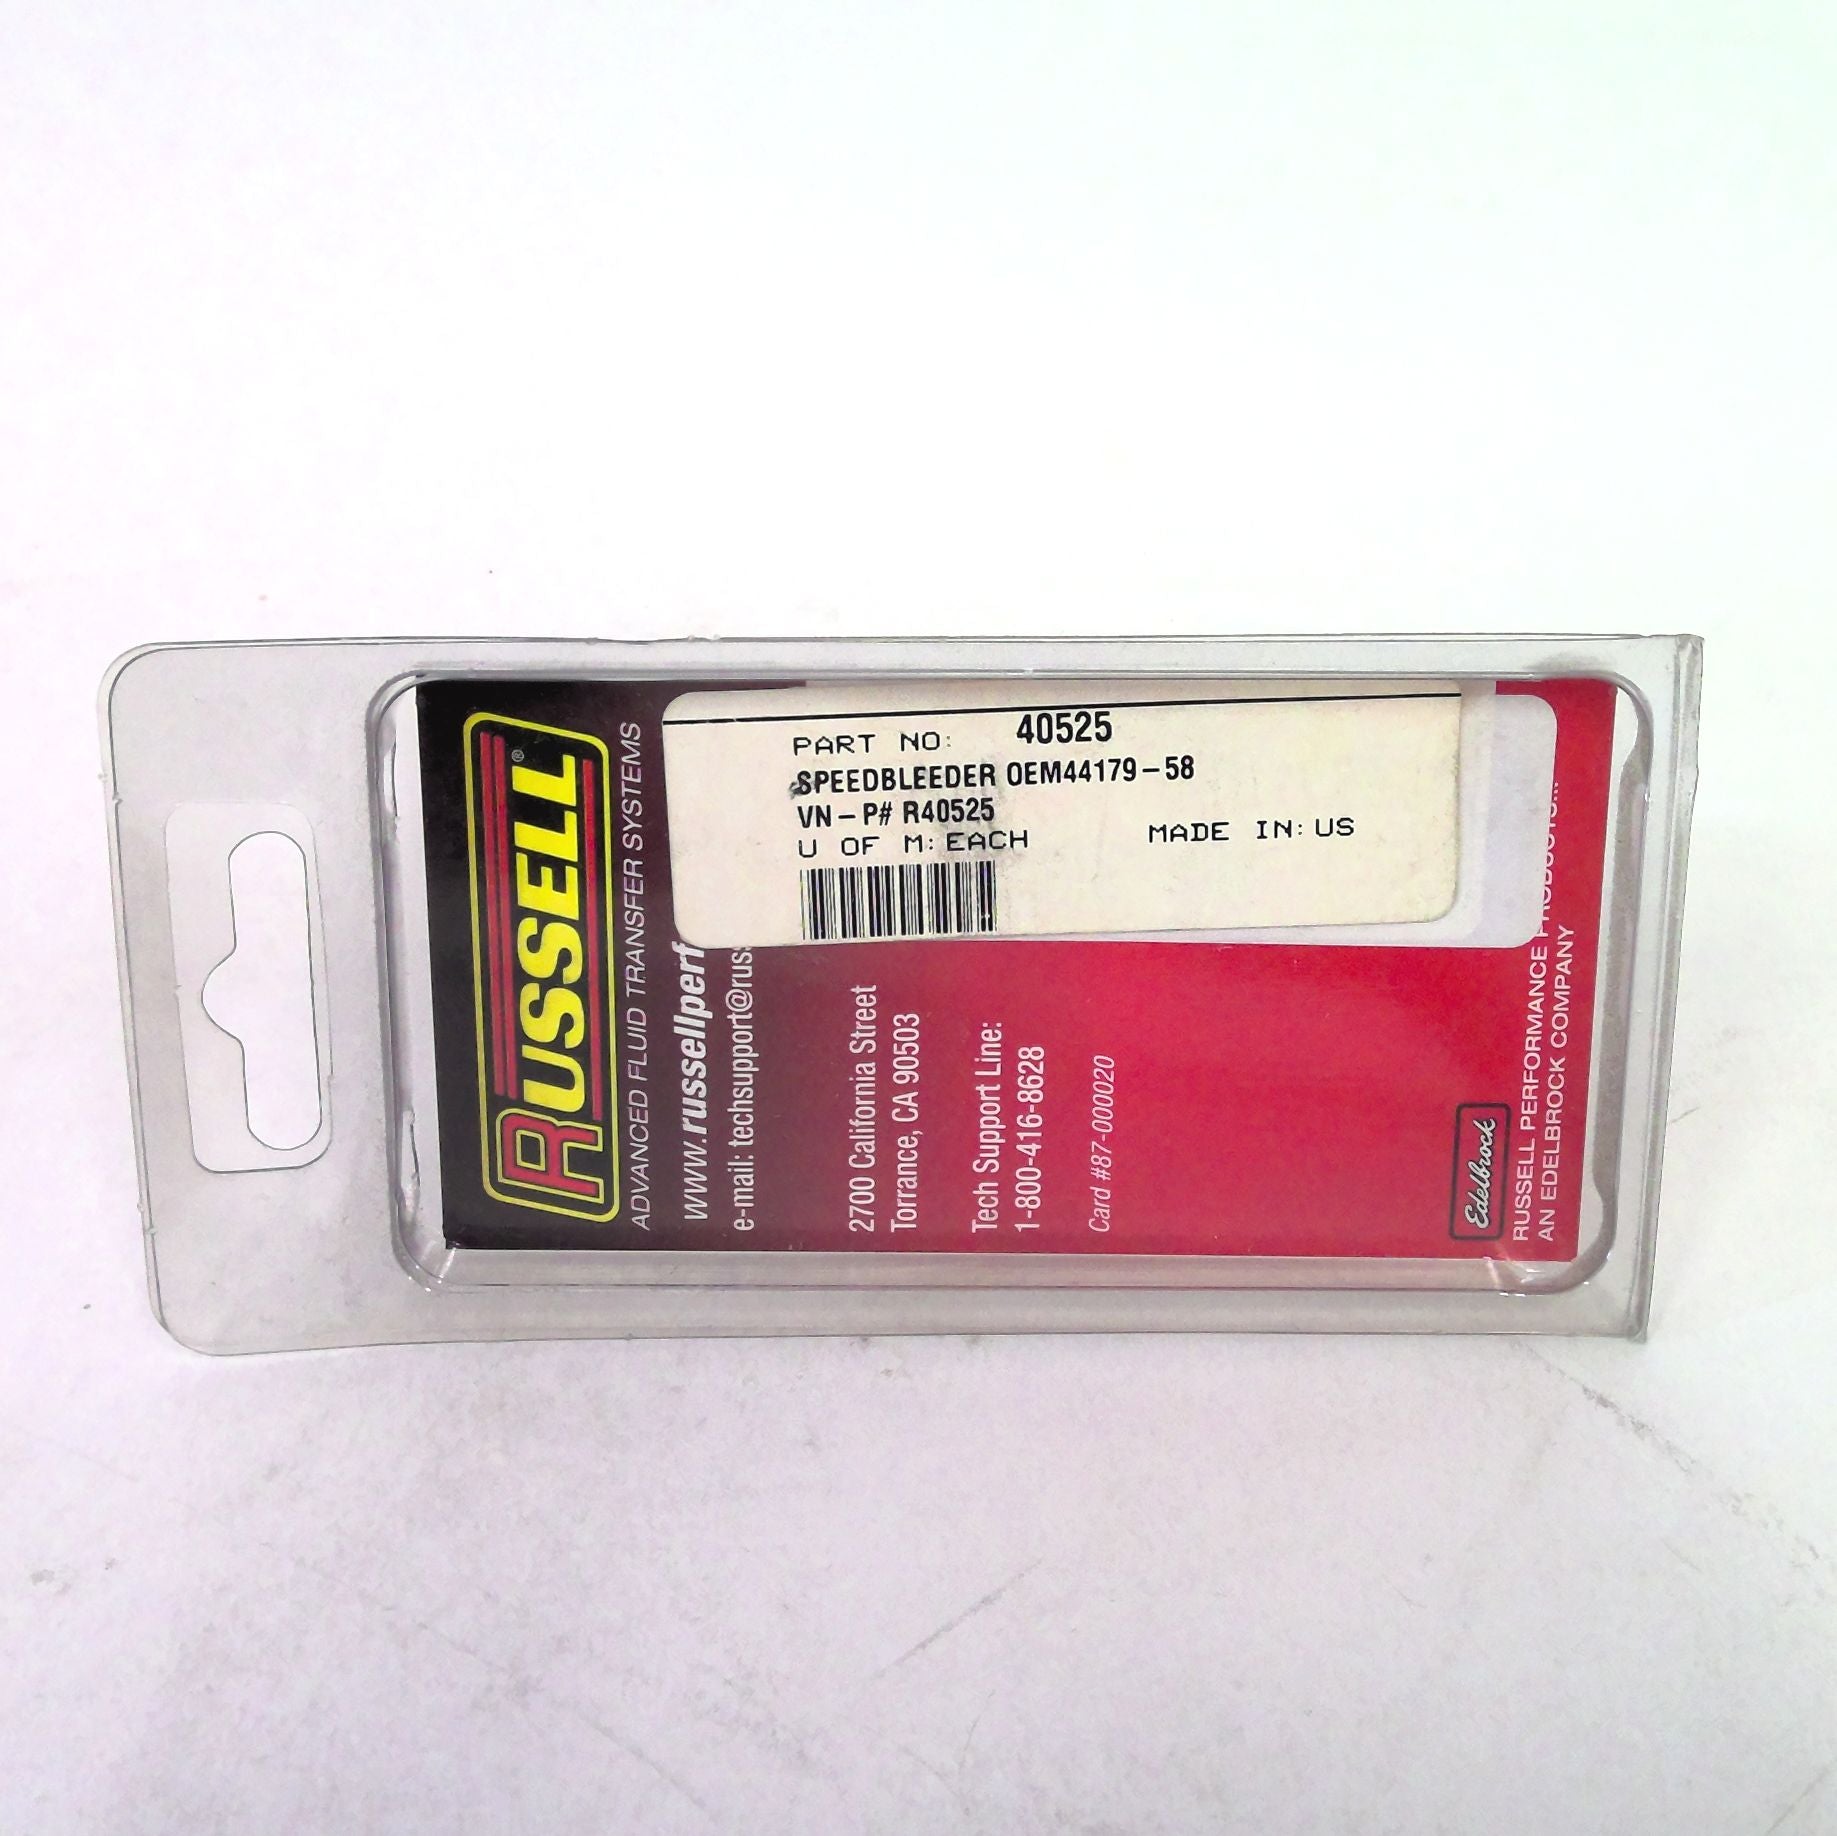 PART NO: 40525
SPEEDBLEEDER OEM44179-58
VN-P# R40525
U OF M: EACH MADE IN: US
RUSSELL®
ADVANCED FLUID TRANSFER SYSTEMS
www.russellperf
e-mail: techsupport@russ
2700 California Street
Torrance, CA 90503
Tech Support Line:
1-800-416-8628
Card #87-000020
Edelbrock
RUSSELL PERFORMANCE
AN EDELBROCK COMPANY